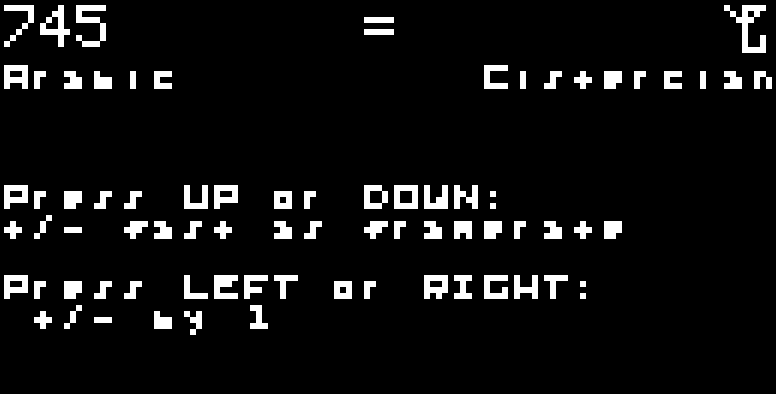 745 =
Arabic Cistercian
Press UP or DOWN:
+/- fast as framerate
Press LEFT or RIGHT:
+/- by 1